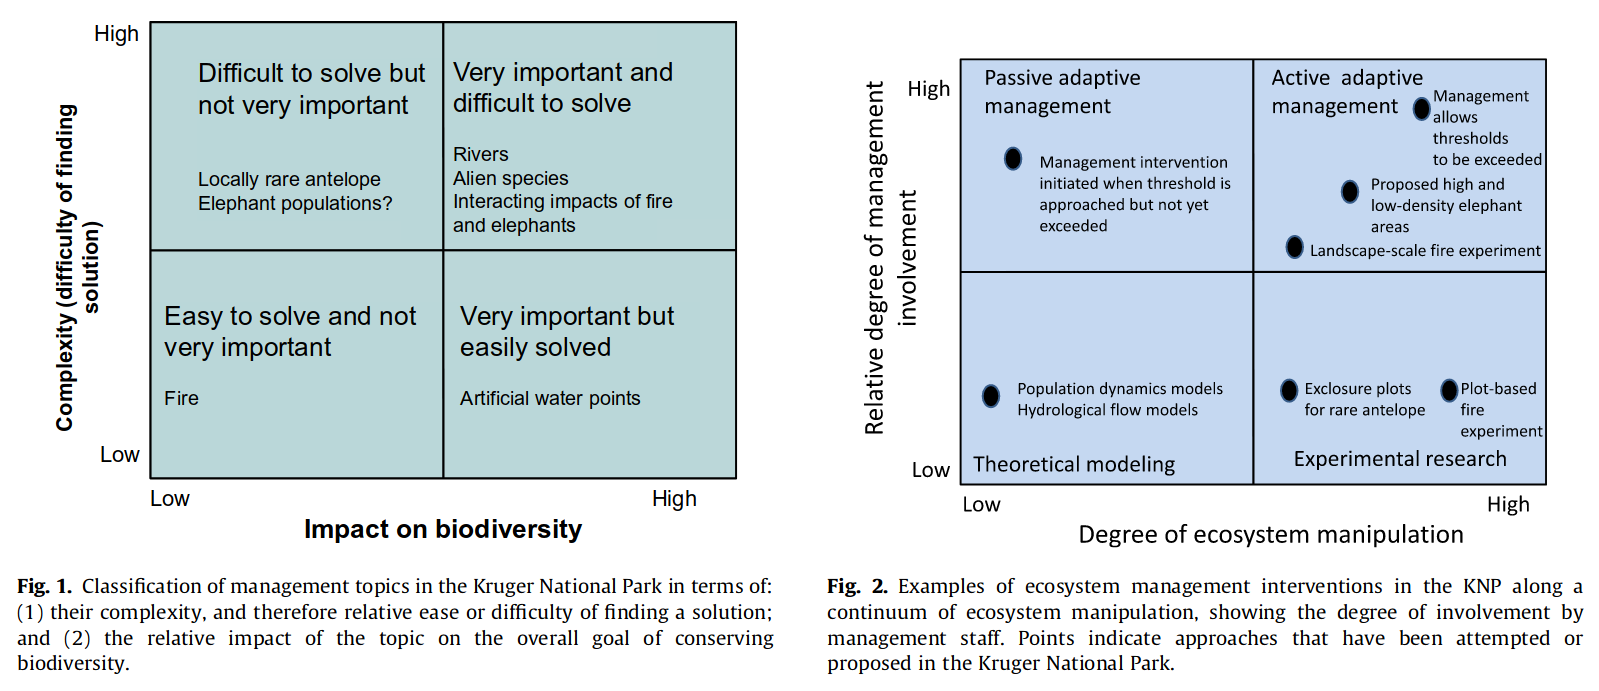 High
Difficult to solve but
not very important
Very important and
difficult to solve
Locally rare antelope
Elephant populations?
Rivers
Alien species
Interacting impacts of fire
and elephants
Complexity (difficulty of finding
solution)
Easy to solve and not
very important
Very important but
easily solved
Fire
Artificial water points
Low
Low
High
Impact on biodiversity
Fig. 1. Classification of management topics in the Kruger National Park in terms of:
(1) their complexity, and therefore relative ease or difficulty of finding a solution;
and (2) the relative impact of the topic on the overall goal of conserving
biodiversity.
High
Passive adaptive
management
Active adaptive
management
Management
allows
thresholds
to be exceeded
Management intervention
initiated when threshold is
approached but not yet
exceeded
Proposed high and
low-density elephant
areas
Landscape-scale fire experiment
Relative degree of management
involvement
Population dynamics models
Hydrological flow models
Exclosure plots
for rare antelope
Plot-based
fire
experiment
Theoretical modeling
Experimental research
Low
Low
High
Degree of ecosystem manipulation
Fig. 2. Examples of ecosystem management interventions in the KNP along a
continuum of ecosystem manipulation, showing the degree of involvement by
management staff. Points indicate approaches that have been attempted or
proposed in the Kruger National Park.